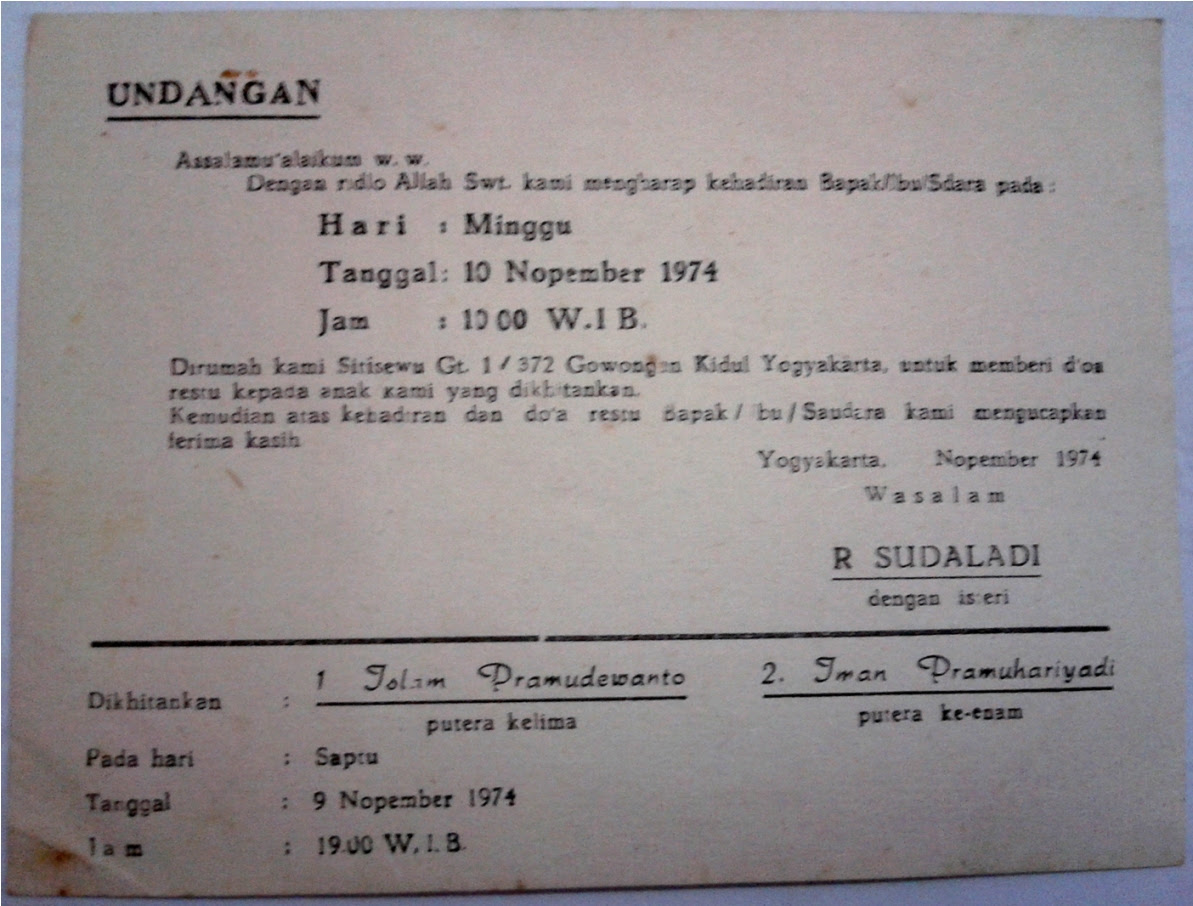 UNDANGAN
Assalamu'alaikum w. w.
Dengan ridlo Allah Swt. kami mengharap kehadiran Bapak/Ibu/Sdara pada :
Hari : Minggu
Tanggal : 10 Nopember 1974
Jam : 10 00 W.I B.
Dirumah kami Sitisewu Gt. 1 / 372 Gowongan Kidul Yogyakarta, untuk memberi d'oa
restu kepada anak kami yang dikhitankan.
Kemudian atas kehadiran dan do'a restu Bapak / Ibu / Saudara kami mengucapkan
terima kasih
Yogyakarta, Nopember 1974
Wasalam
R SUDALADI
dengan isteri
Dikhitankan : 1 Islam Pramudewanto 2. Iman Pramuhariyadi
putera kelima putera ke-enam
Pada hari : Saptu
Tanggal : 9 Nopember 1974
Jam : 19.00 W. I. B.